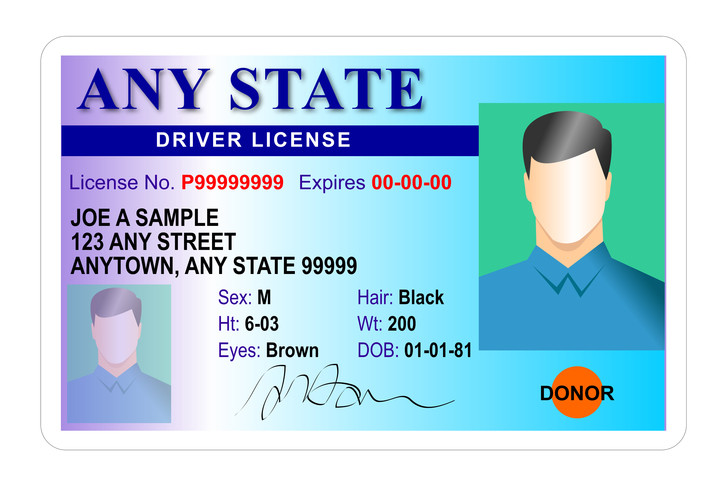 ANY STATE
DRIVER LICENSE
License No. P99999999 Expires 00-00-00
JOE A SAMPLE
123 ANY STREET
ANYTOWN, ANY STATE 99999
Sex: M Hair: Black
Ht: 6-03 Wt: 200
Eyes: Brown DOB: 01-01-81
DONOR